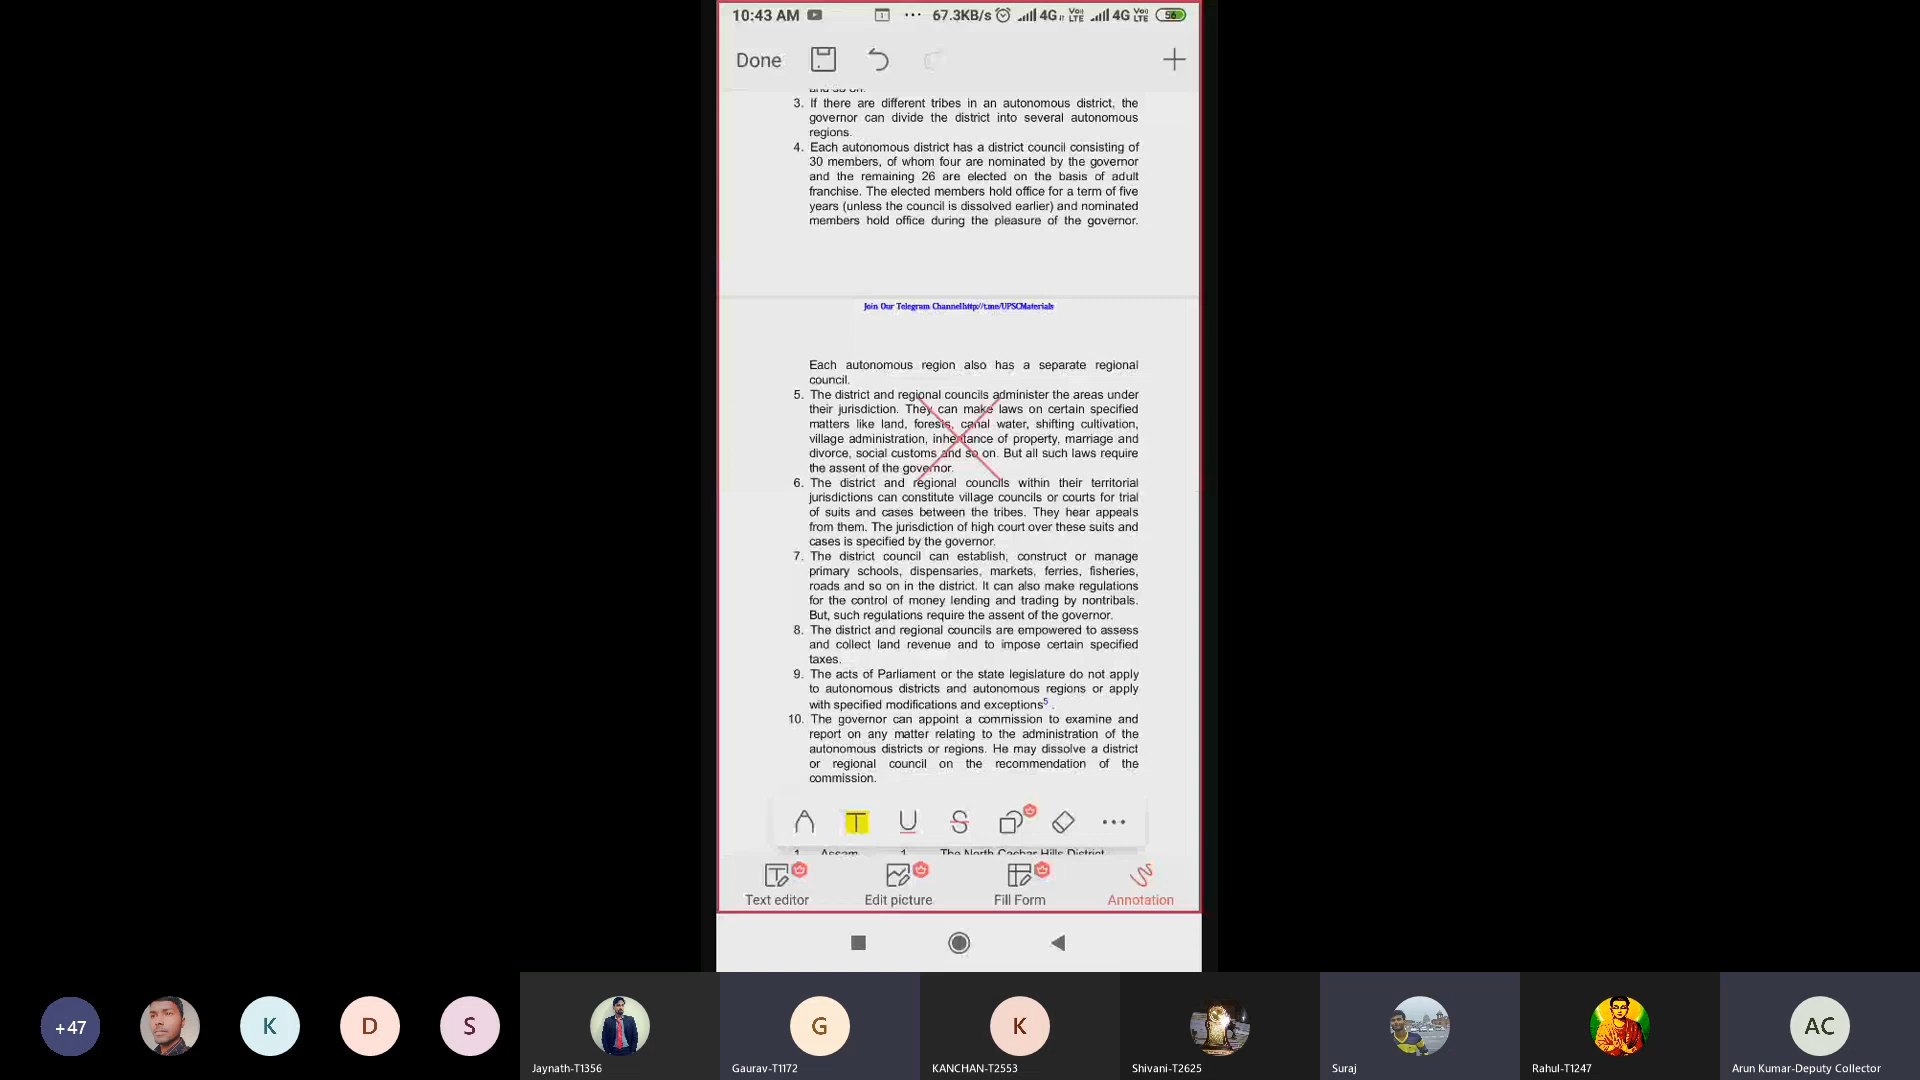 10:43 AM
67.3KB/s 4G VoLTE 4G VoLTE 56
Done
and so on.
3. If there are different tribes in an autonomous district, the
governor can divide the district into several autonomous
regions.
4. Each autonomous district has a district council consisting of
30 members, of whom four are nominated by the governor
and the remaining 26 are elected on the basis of adult
franchise. The elected members hold office for a term of five
years (unless the council is dissolved earlier) and nominated
members hold office during the pleasure of the governor.
Join Our Telegram Channelhttp://t.me/UPSCMaterials
Each autonomous region also has a separate regional
council.
5. The district and regional councils administer the areas under
their jurisdiction. They can make laws on certain specified
matters like land, forests, canal water, shifting cultivation,
village administration, inheritance of property, marriage and
divorce, social customs and so on. But all such laws require
the assent of the governor.
6. The district and regional councils within their territorial
jurisdictions can constitute village councils or courts for trial
of suits and cases between the tribes. They hear appeals
from them. The jurisdiction of high court over these suits and
cases is specified by the governor.
7. The district council can establish, construct or manage
primary schools, dispensaries, markets, ferries, fisheries,
roads and so on in the district. It can also make regulations
for the control of money lending and trading by nontribals.
But, such regulations require the assent of the governor.
8. The district and regional councils are empowered to assess
and collect land revenue and to impose certain specified
taxes.
9. The acts of Parliament or the state legislature do not apply
to autonomous districts and autonomous regions or apply
with specified modifications and exceptions5 .
10. The governor can appoint a commission to examine and
report on any matter relating to the administration of the
autonomous districts or regions. He may dissolve a district
or regional council on the recommendation of the
commission.
1. Assam 1. The North Cachar Hills District
Text editor Edit picture Fill Form Annotation
+47 K D S G K AC
Jaynath-T1356 Gaurav-T1172 KANCHAN-T2553 Shivani-T2625 Suraj Rahul-T1247 Arun Kumar-Deputy Collector